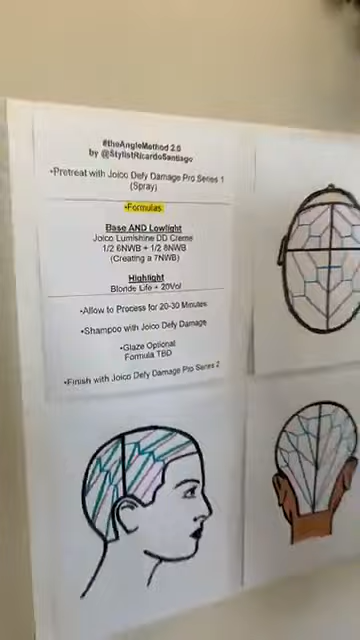 #theAngleMethod 2.0
by @StylistRicardoSantiago
•Pretreat with Joico Defy Damage Pro Series 1
(Spray)
•Formulas:
Base AND Lowlight
Joico Lumishine DD Creme
1/2 6NWB + 1/2 8NWB
(Creating a 7NWB)
Highlight
Blonde Life + 20Vol
•Allow to Process for 20-30 Minutes
•Shampoo with Joico Defy Damage
•Glaze Optional
Formula TBD
•Finish with Joico Defy Damage Pro Series 2